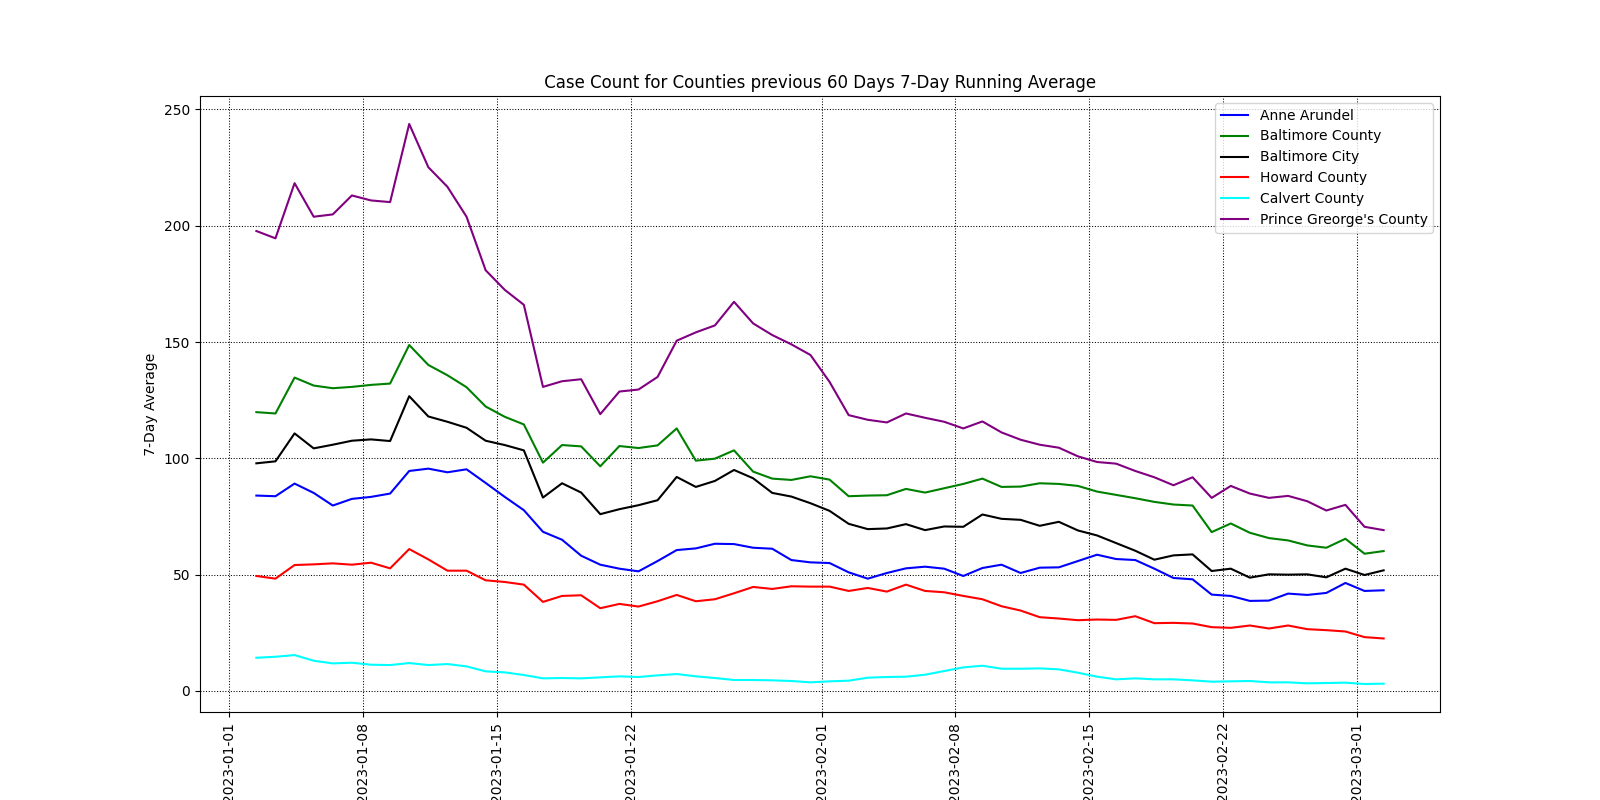 Case Count for Counties previous 60 Days 7-Day Running Average
250
200
150
100
50
0
7-Day Average
Anne Arundel
Baltimore County
Baltimore City
Howard County
Calvert County
Prince Greorge's County
2023-01-01
2023-01-08
2023-01-15
2023-01-22
2023-02-01
2023-02-08
2023-02-15
2023-02-22
2023-03-01